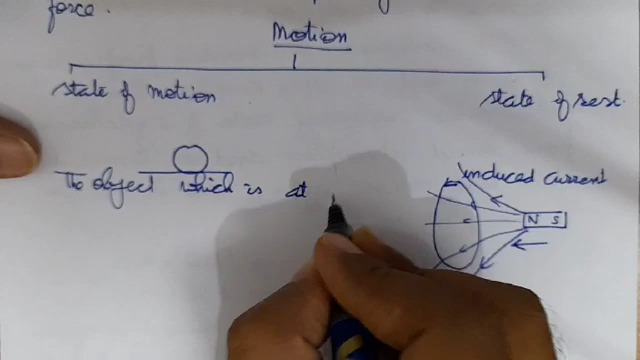 force.
Motion
state of motion
state of rest.
The object which is at
induced current
N S